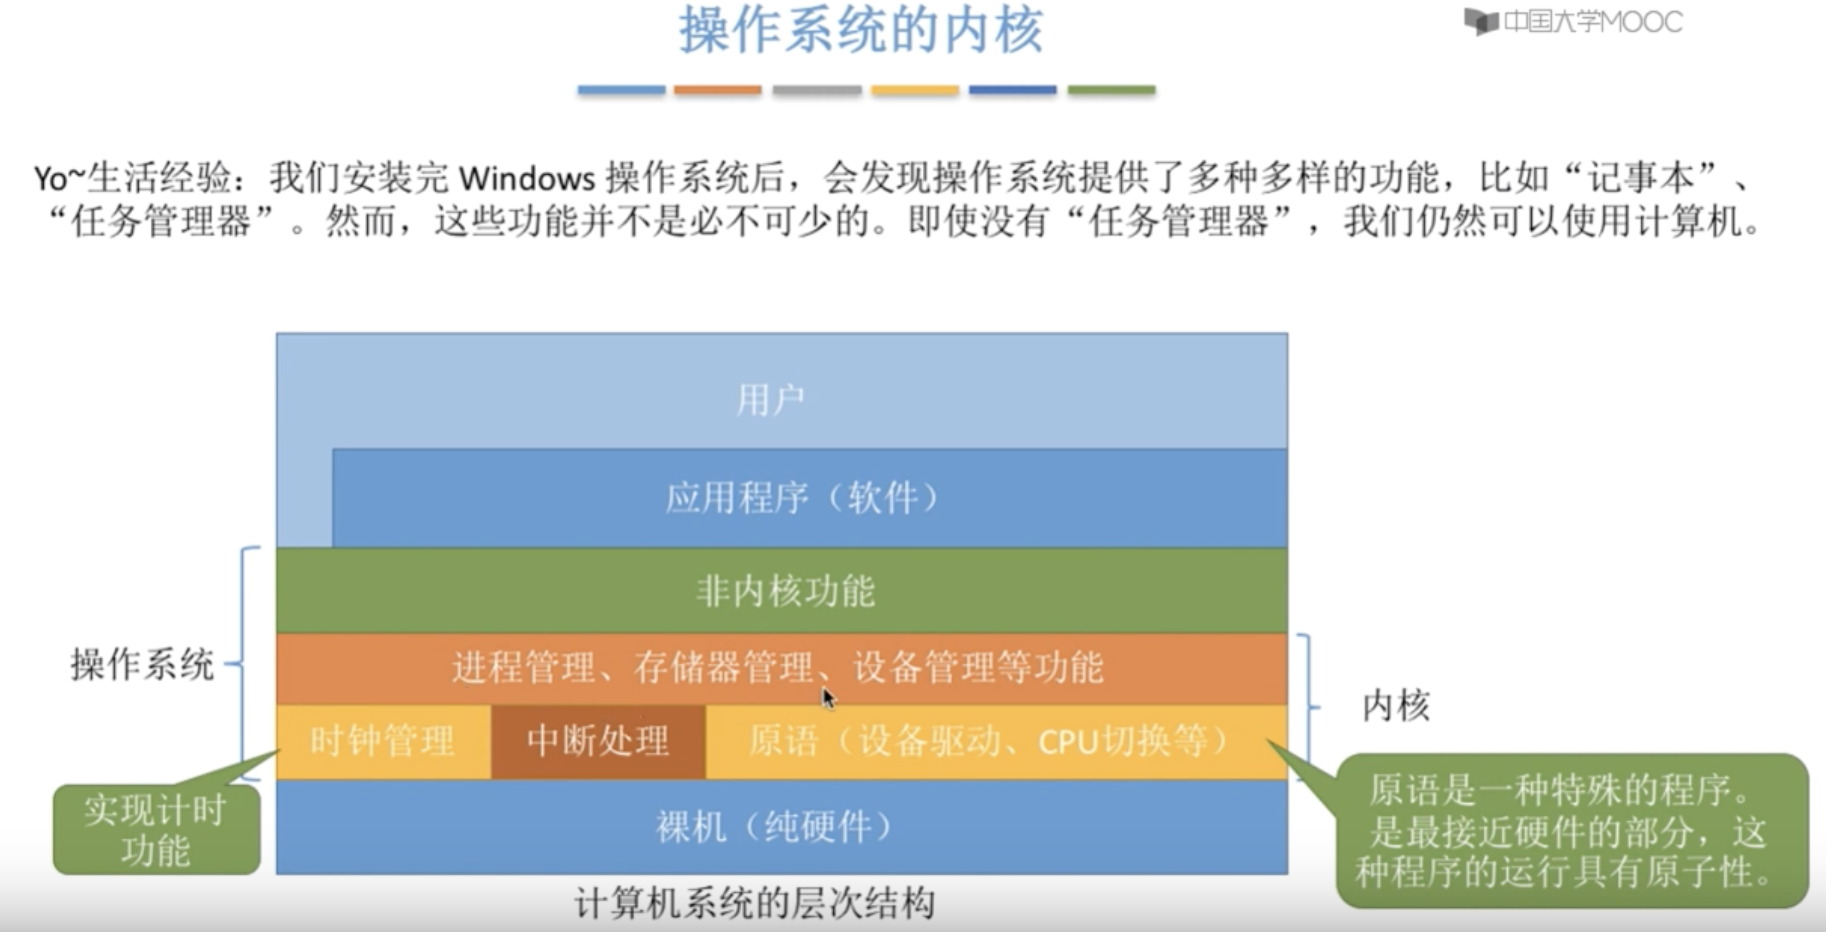 操作系统的内核
中国大学MOOC
Yo~生活经验：我们安装完 Windows 操作系统后，会发现操作系统提供了多种多样的功能，比如“记事本”、
“任务管理器”。然而，这些功能并不是必不可少的。即使没有“任务管理器”，我们仍然可以使用计算机。
用户
应用程序（软件）
非内核功能
操作系统
进程管理、存储器管理、设备管理等功能
内核
时钟管理
中断处理
原语（设备驱动、CPU切换等）
实现计时
功能
裸机（纯硬件）
原语是一种特殊的程序。
是最接近硬件的部分，这
种程序的运行具有原子性。
计算机系统的层次结构